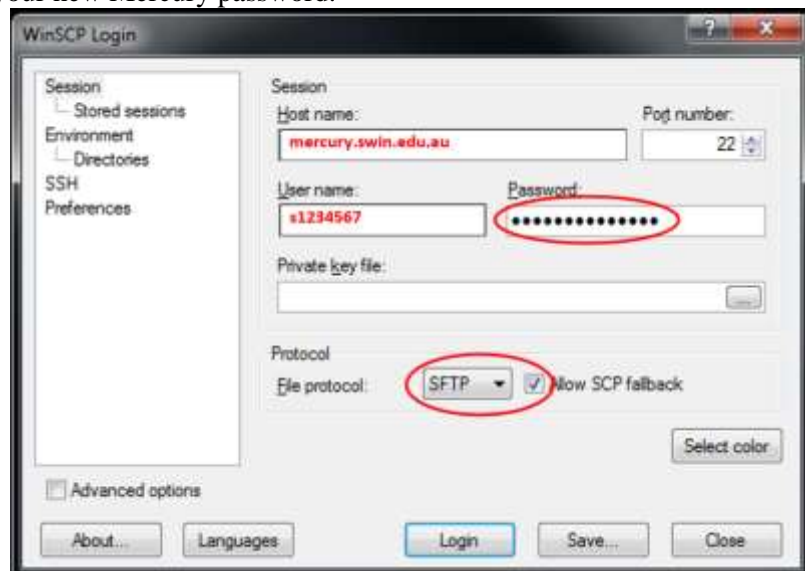 our new Mercury password.
WinSCP Login
Session
Stored sessions
Environment
Directories
SSH
Preferences
Session
Host name:
Port number:
mercury.swin.edu.au
22
User name:
Password:
s1234567
••••••••••••••
Private key file:
...
Protocol
File protocol:
SFTP
Allow SCP fallback
Select color
Advanced options
About...
Languages
Login
Save...
Close